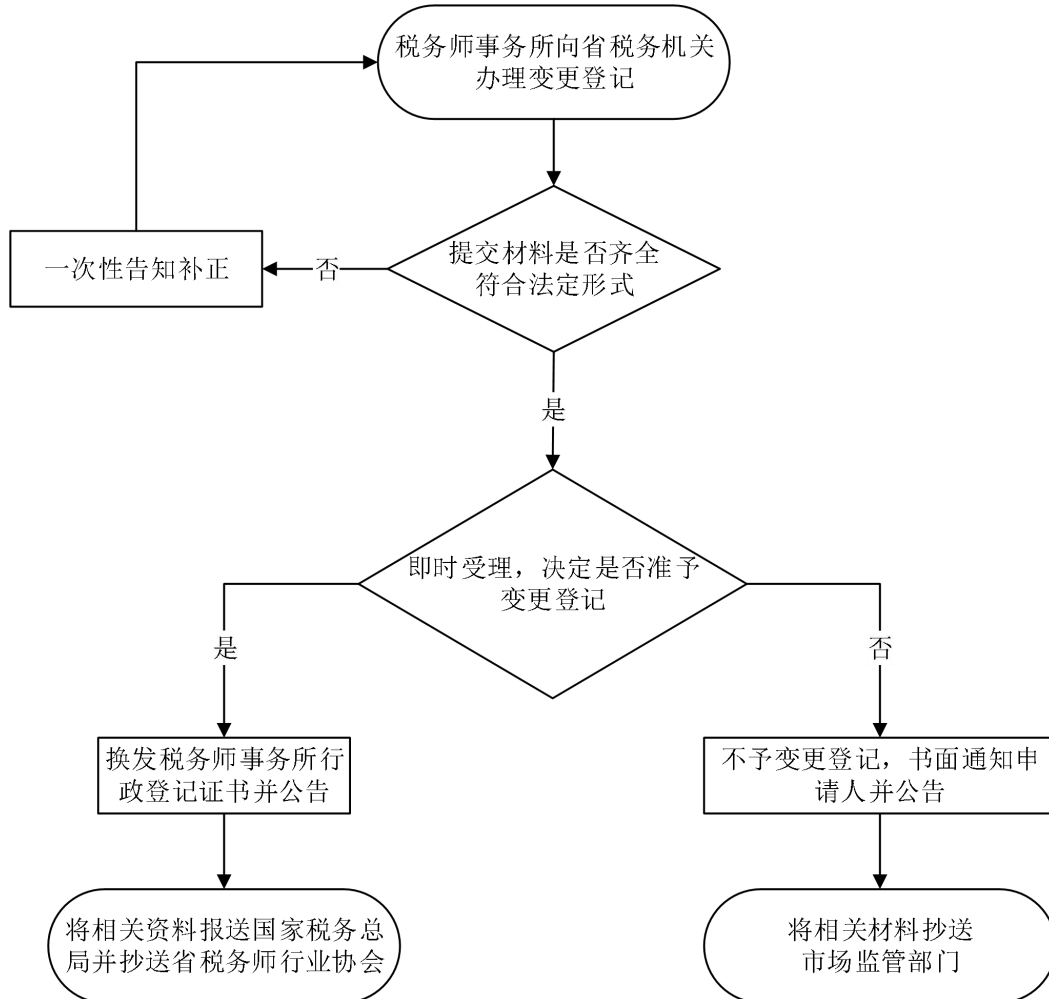 税务师事务所向省税务机关
办理变更登记
提交材料是否齐全
符合法定形式
否
一次性告知补正
是
即时受理，决定是否准予
变更登记
是
否
换发税务师事务所行
政登记证书并公告
不予变更登记，书面通知申
请人并公告
将相关资料报送国家税务总
局并抄送省税务师行业协会
将相关材料抄送
市场监管部门